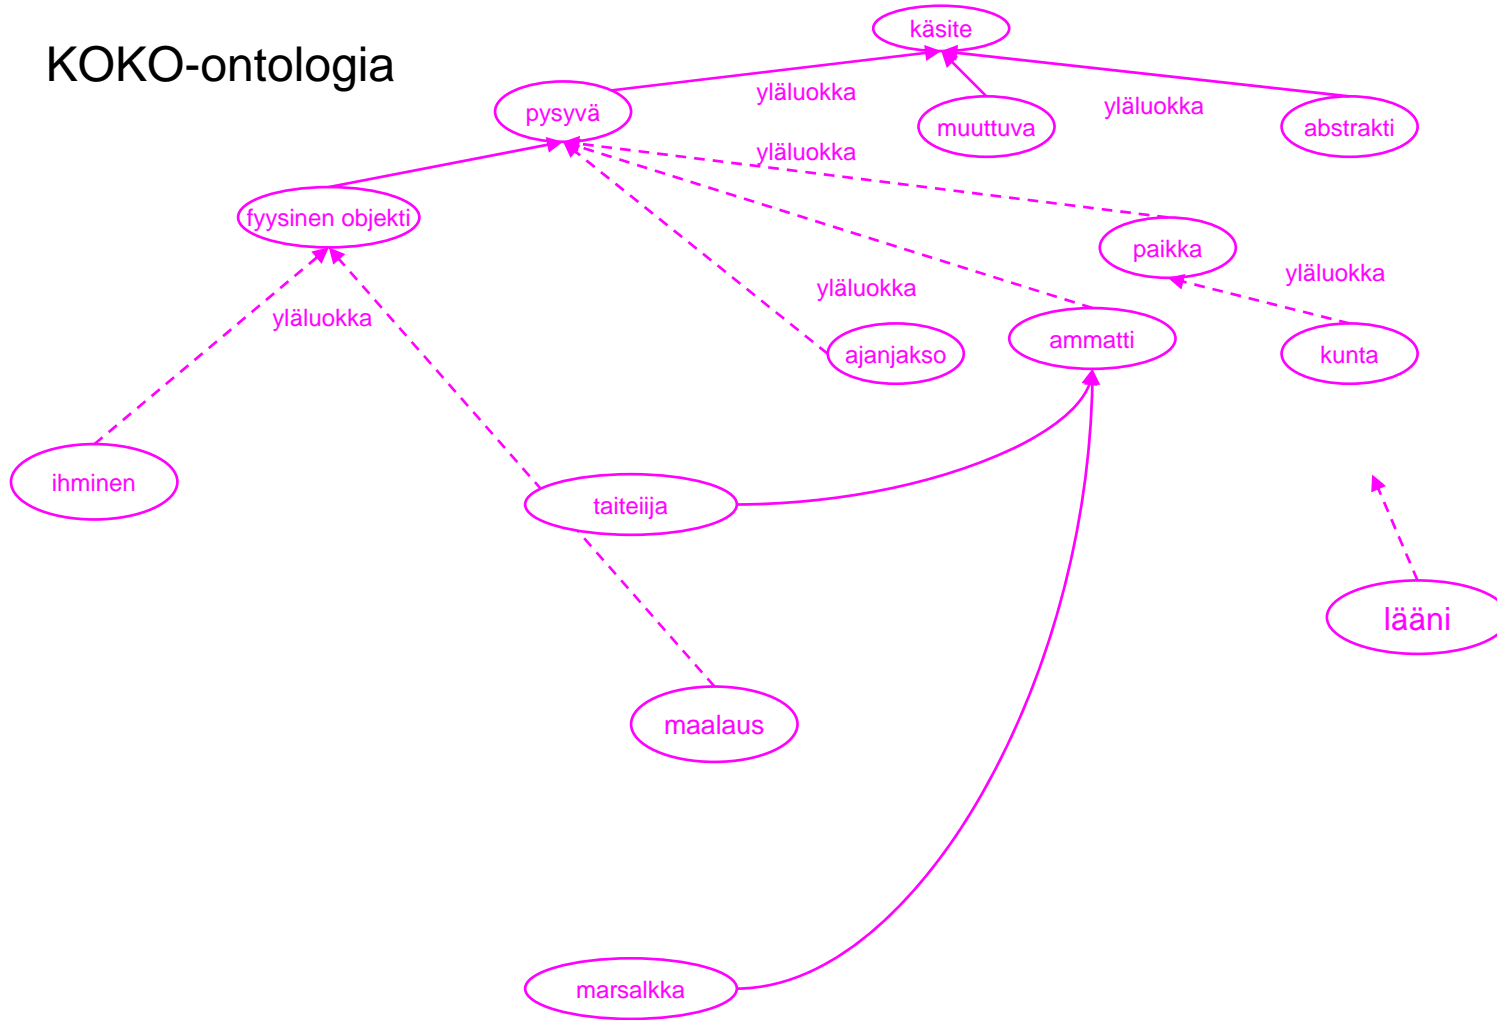 käsite
KOKO-ontologia
yläluokka
pysyvä
yläluokka
muuttuva
abstrakti
yläluokka
fyysinen objekti
paikka
yläluokka
yläluokka
yläluokka
ajanjakso
ammatti
kunta
ihminen
taiteiija
lääni
maalaus
marsalkka